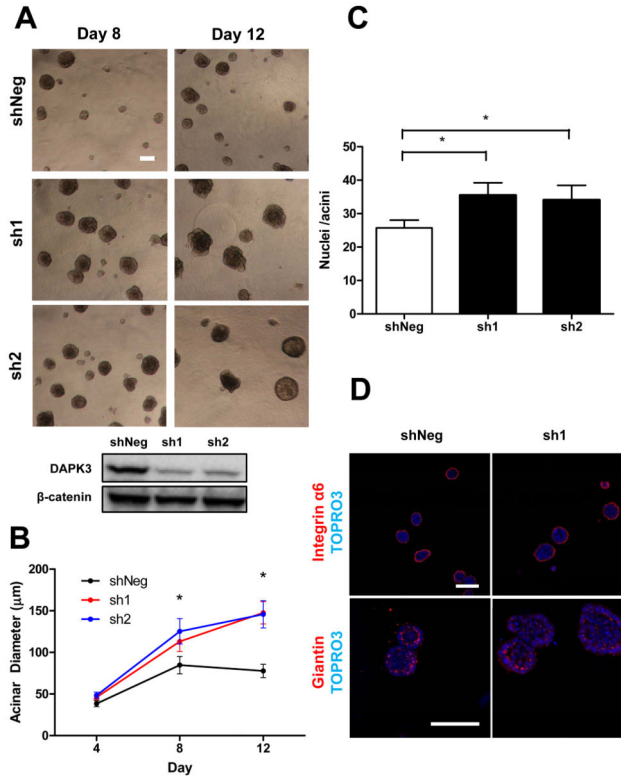 A
Day 8
Day 12
shNeg
sh1
sh2
shNeg sh1 sh2
DAPK3
β-catenin
B
Acinar Diameter (μm)
200
150
100
50
0
shNeg
sh1
sh2
*
*
4
8
12
Day
C
Nuclei /acini
50
40
30
20
10
0
*
*
shNeg
sh1
sh2
D
shNeg
sh1
Integrin α6
TOPRO3
Giantin
TOPRO3